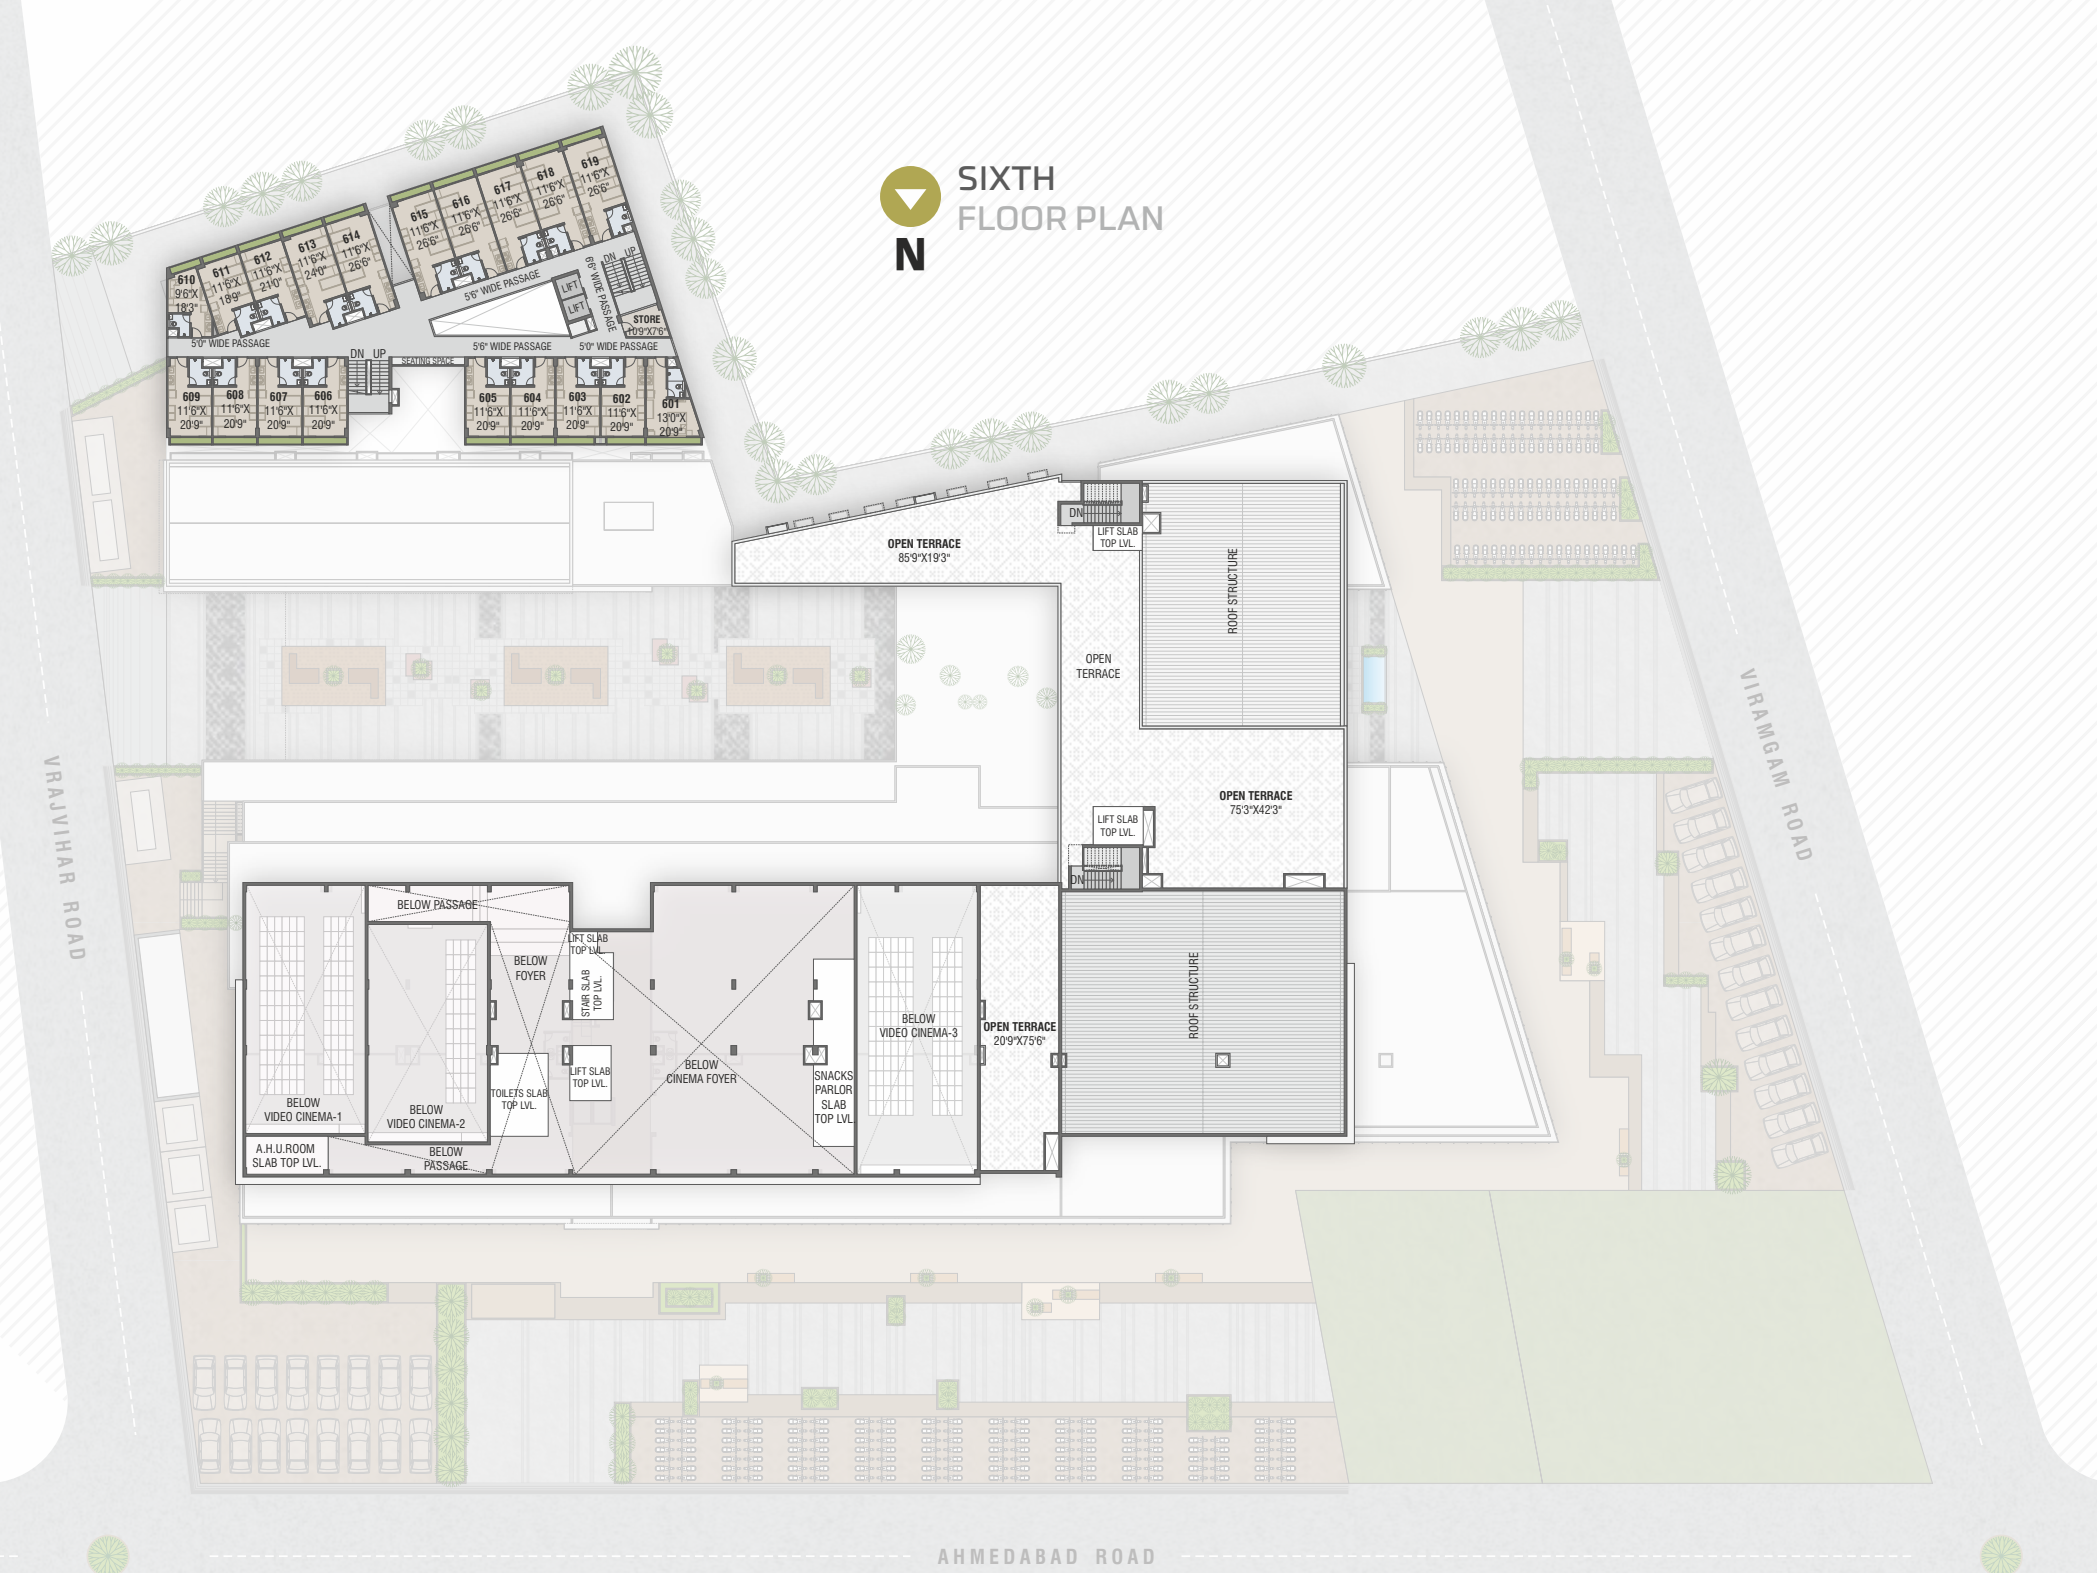 SIXTH
FLOOR PLAN
N
619
11'6"X
26'6"
618
11'6"X
26'6"
617
11'6"X
26'6"
616
11'6"X
26'6"
615
11'6"X
26'6"
614
11'6"X
26'6"
613
11'6"X
24'0"
612
11'6"X
21'0"
611
11'6"X
18'9"
610
9'6"X
18'3"
DN UP
6'6" WIDE PASSAGE
5'6" WIDE PASSAGE
LIFT
LIFT
STORE
10'9"X7'6"
5'0" WIDE PASSAGE
DN UP
SEATING SPACE
5'6" WIDE PASSAGE
5'0" WIDE PASSAGE
609
11'6"X
20'9"
608
11'6"X
20'9"
607
11'6"X
20'9"
606
11'6"X
20'9"
605
11'6"X
20'9"
604
11'6"X
20'9"
603
11'6"X
20'9"
602
11'6"X
20'9"
601
13'0"X
20'9"
OPEN TERRACE
85'9"X19'3"
DN
LIFT SLAB
TOP LVL.
ROOF STRUCTURE
OPEN
TERRACE
OPEN TERRACE
75'3"X42'3"
LIFT SLAB
TOP LVL.
DN
BELOW PASSAGE
BELOW
FOYER
LIFT SLAB
TOP LVL.
STAIR SLAB
TOP LVL.
BELOW
VIDEO CINEMA-3
OPEN TERRACE
20'9"X75'6"
ROOF STRUCTURE
BELOW
CINEMA FOYER
LIFT SLAB
TOP LVL.
SNACKS
PARLOR
SLAB
TOP LVL.
TOILETS SLAB
TOP LVL.
BELOW
VIDEO CINEMA-1
BELOW
VIDEO CINEMA-2
A.H.U.ROOM
SLAB TOP LVL.
BELOW
PASSAGE
VRAJVIHAR ROAD
VIRAMGAM ROAD
AHMEDABAD ROAD